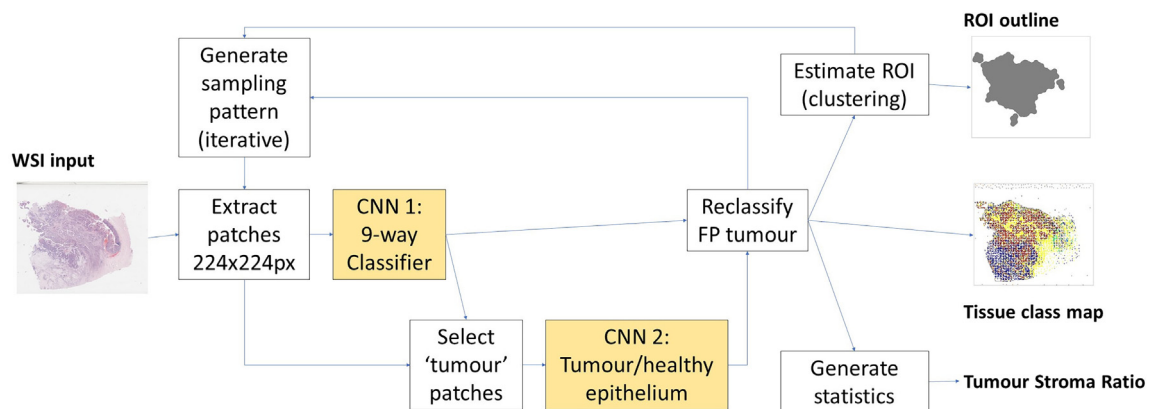 ROI outline
Generate
sampling
pattern
(iterative)
Estimate ROI
(clustering)
WSI input
Extract
patches
224x224px
CNN 1:
9-way
Classifier
Reclassify
FP tumour
Tissue class map
Select
‘tumour’
patches
CNN 2:
Tumour/healthy
epithelium
Generate
statistics
Tumour Stroma Ratio